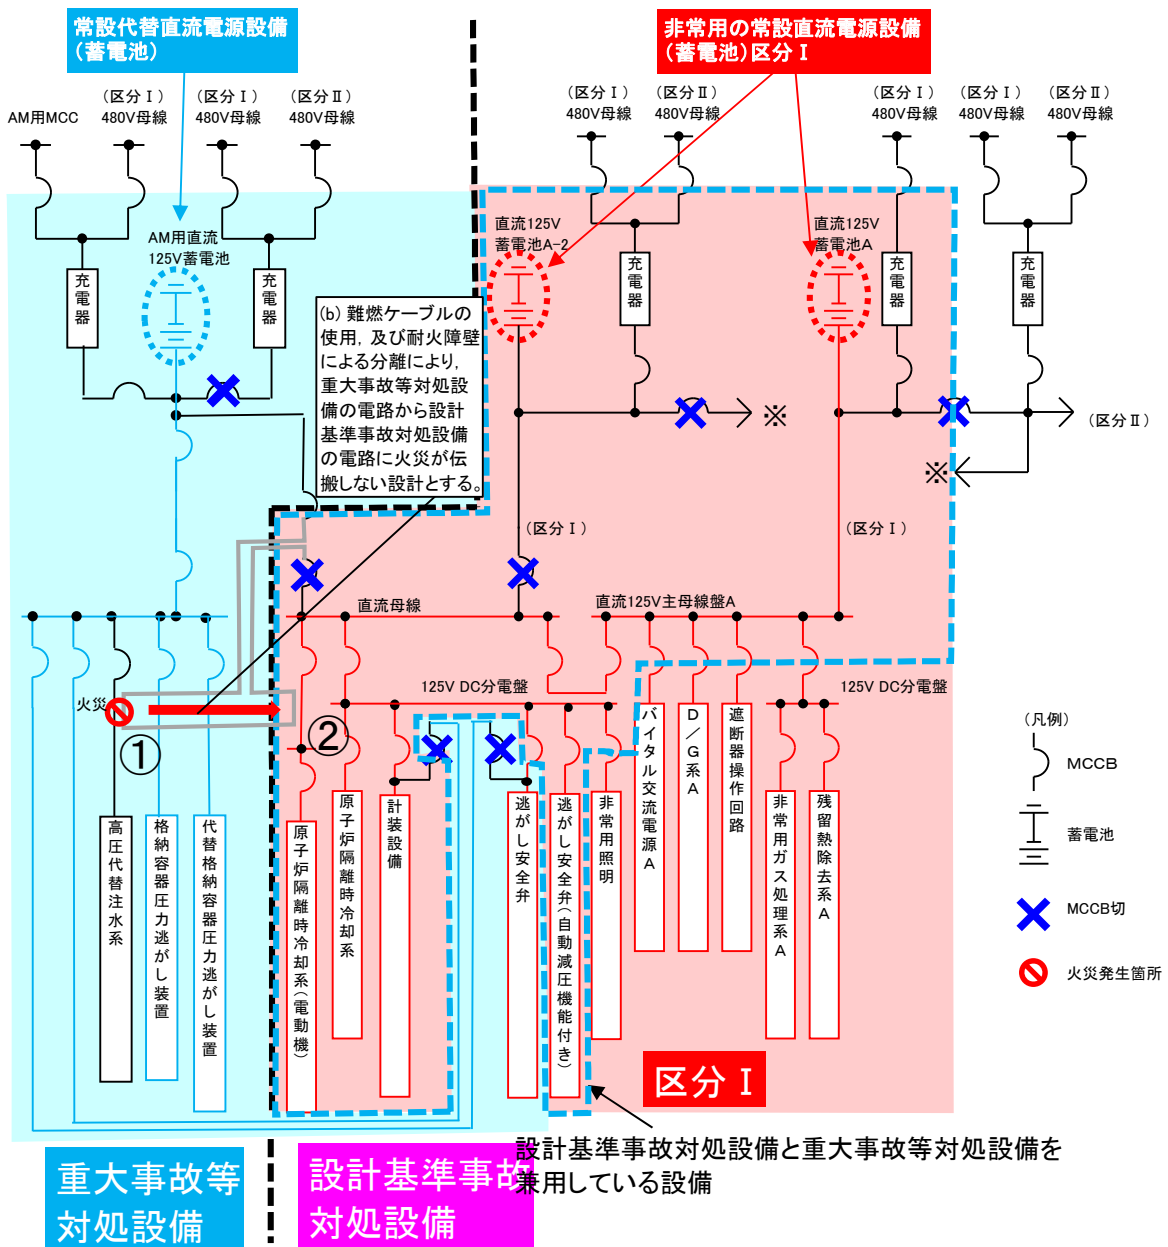 常設代替直流電源設備
(蓄電池)
非常用の常設直流電源設備
(蓄電池)区分Ⅰ
AM用MCC
(区分Ⅰ)
480V母線
(区分Ⅰ)
480V母線
(区分Ⅱ)
480V母線
(区分Ⅰ)
480V母線
(区分Ⅱ)
480V母線
(区分Ⅰ)
480V母線
(区分Ⅰ)
480V母線
(区分Ⅱ)
480V母線
AM用直流
125V蓄電池
直流125V
蓄電池A-2
直流125V
蓄電池A
充電器
充電器
充電器
充電器
充電器
(b) 難燃ケーブルの
使用, 及び耐火障壁
による分離により,
重大事故等対処設
備の電路から設計
基準事故対処設備
の電路に火災が伝
搬しない設計とする。
※
(区分Ⅱ)
※
(区分Ⅰ)
(区分Ⅰ)
直流母線
直流125V主母線盤A
125V DC分電盤
125V DC分電盤
火災
①
②
高圧代替注水系
格納容器圧力逃がし装置
代替格納容器圧力逃がし装置
原子炉隔離時冷却系(電動機)
原子炉隔離時冷却系
計装設備
逃がし安全弁
逃がし安全弁(自動減圧機能付き)
非常用照明
バイタル交流電源A
D/G系A
遮断器操作回路
非常用ガス処理系A
残留熱除去系A
(凡例)
MCCB
蓄電池
MCCB切
火災発生箇所
区分Ⅰ
設計基準事故対処設備と重大事故等対処設備を
兼用している設備
重大事故等
対処設備
設計基準事故
対処設備